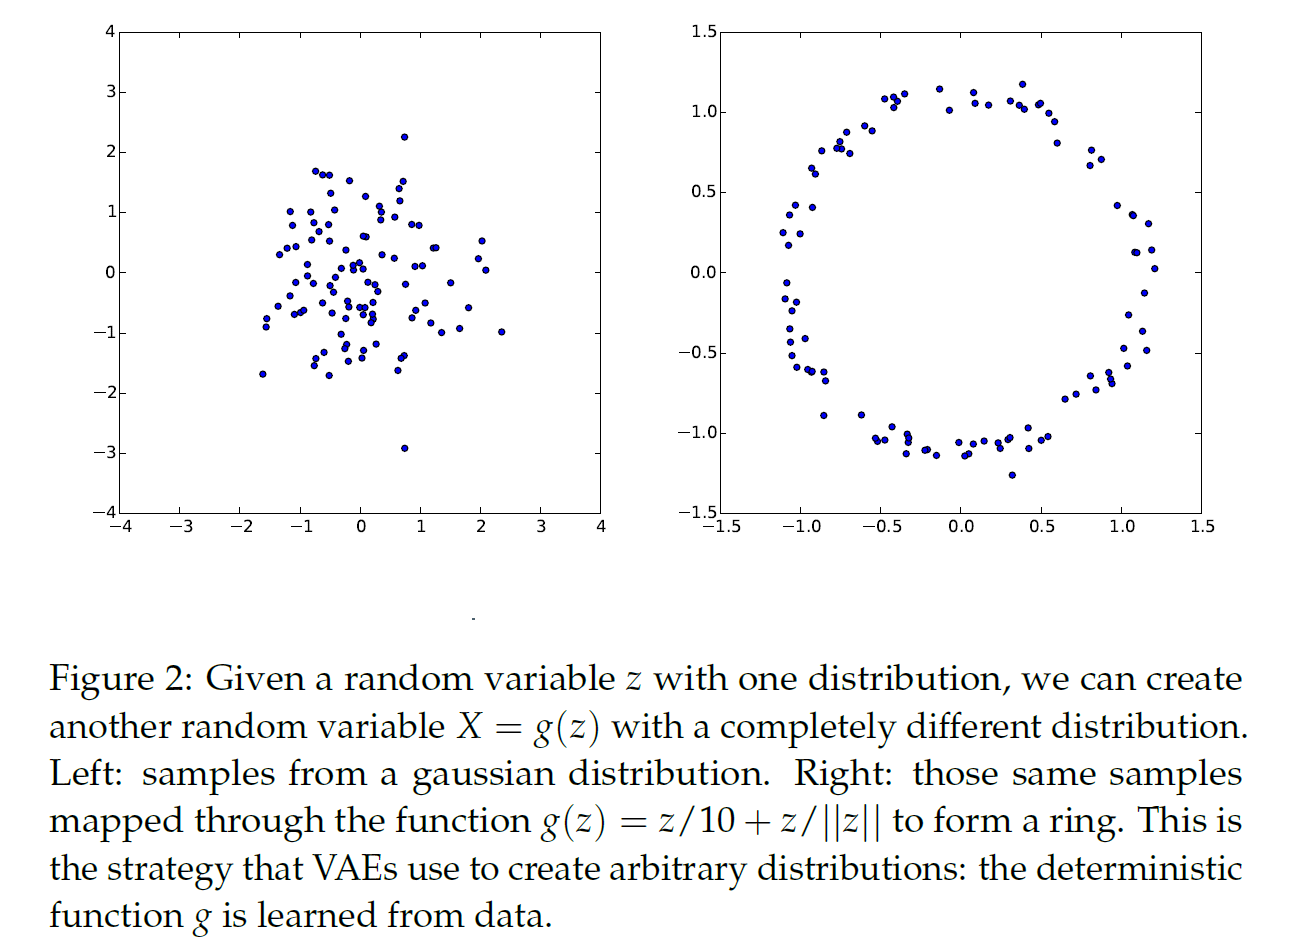 4
3
2
1
0
−1
−2
−3
−4
−4 −3 −2 −1 0 1 2 3 4
1.5
1.0
0.5
0.0
−0.5
−1.0
−1.5
−1.5 −1.0 −0.5 0.0 0.5 1.0 1.5
Figure 2: Given a random variable z with one distribution, we can create
another random variable X = g(z) with a completely different distribution.
Left: samples from a gaussian distribution. Right: those same samples
mapped through the function g(z) = z/10 + z/||z|| to form a ring. This is
the strategy that VAEs use to create arbitrary distributions: the deterministic
function g is learned from data.